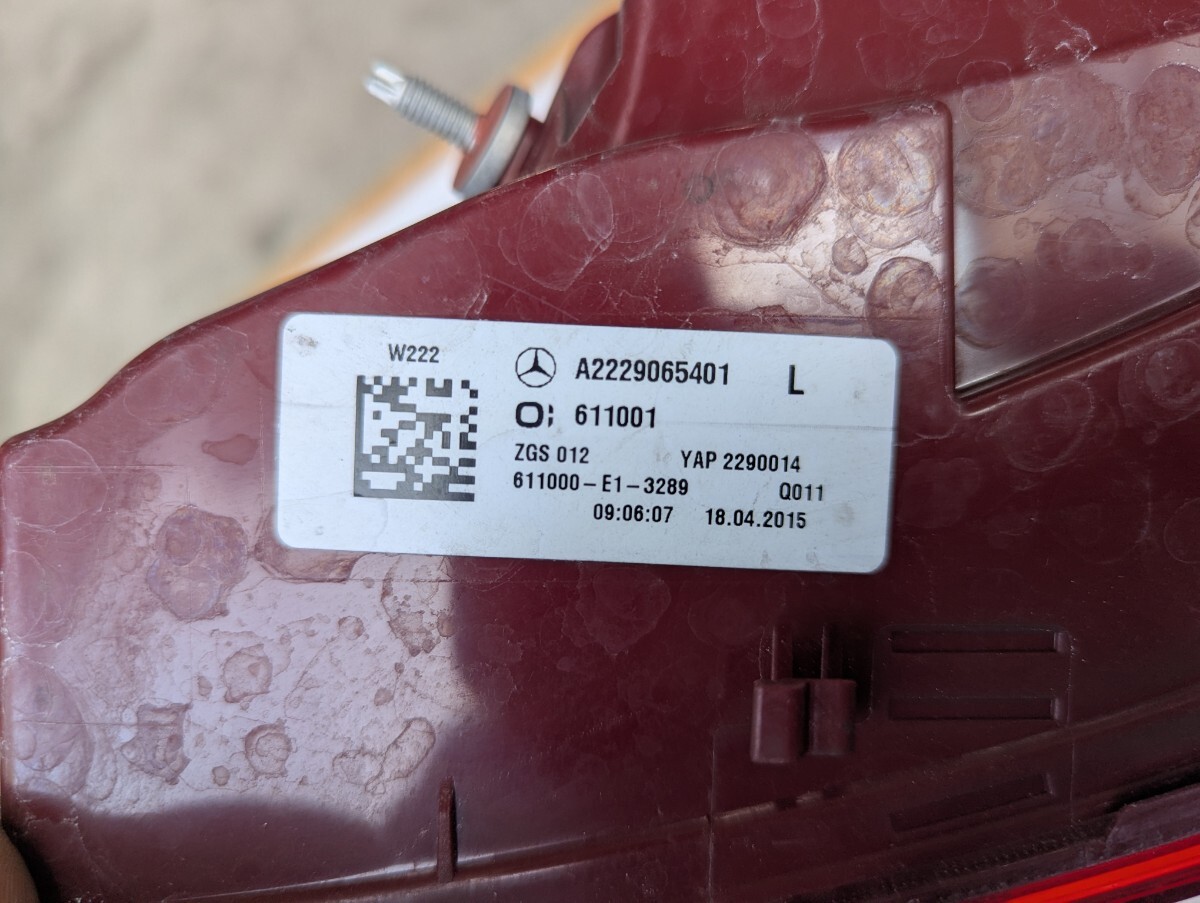 W222
A2229065401 L
O; 611001
ZGS 012 YAP 2290014
611000-E1-3289 Q011
09:06:07 18.04.2015